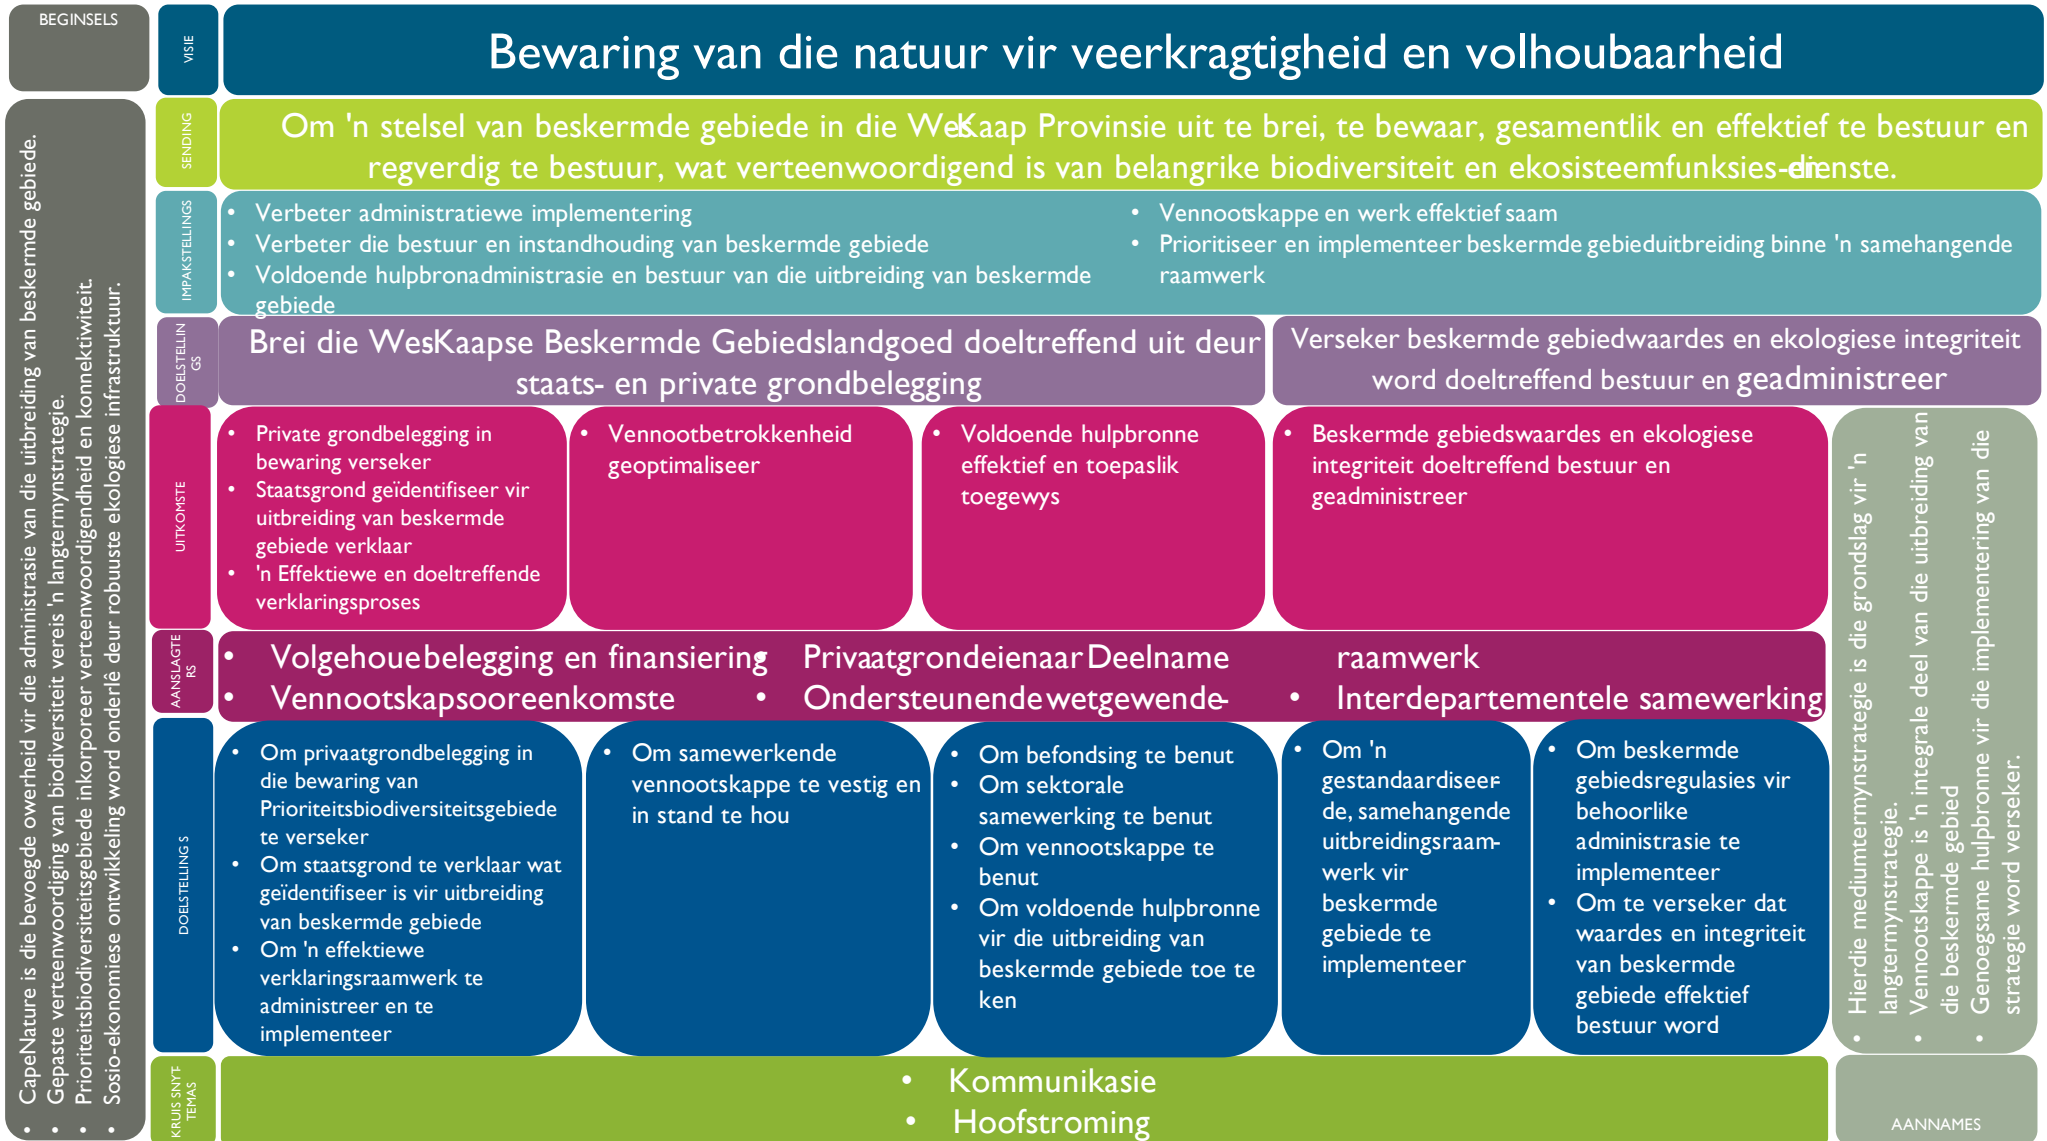 BEGINSELS
CapeNature is die bevoegde owerheid vir die administrasie van die uitbreiding van beskermde gebiede.
Gepaste verteenwoordiging van biodiversiteit vereis 'n langtermynstrategie.
Prioriteitsbiodiversiteitsgebiede inkorporeer verteenwoordigendheid en konnektiwiteit.
Sosio-ekonomiese ontwikkeling word onderlê deur robuuste ekologiese infrastruktuur.
VISIE
Bewaring van die natuur vir veerkragtigheid en volhoubaarheid
SENDING
Om 'n stelsel van beskermde gebiede in die Wes-Kaap Provinsie uit te brei, te bewaar, gesamentlik en effektief te bestuur en
regverdig te bestuur, wat verteenwoordigend is van belangrike biodiversiteit en ekosisteemfunksies-en dienste.
IMPAKSTELLINGS
• Verbeter administratiewe implementering
• Verbeter die bestuur en instandhouding van beskermde gebiede
• Voldoende hulpbronadministrasie en bestuur van die uitbreiding van beskermde
gebiede
• Vennootskappe en werk effektief saam
• Prioritiseer en implementeer beskermde gebieduitbreiding binne 'n samehangende
raamwerk
DOELSTELLIN
GS
Brei die Wes-Kaapse Beskermde Gebiedslandgoed doeltreffend uit deur
staats- en private grondbelegging
Verseker beskermde gebiedwaardes en ekologiese integriteit
word doeltreffend bestuur en geadministreer
UITKOMSTE
• Private grondbelegging in
bewaring verseker
• Staatsgrond geïdentifiseer vir
uitbreiding van beskermde
gebiede verklaar
• 'n Effektiewe en doeltreffende
verklaringsproses
• Vennootbetrokkenheid
geoptimaliseer
• Voldoende hulpbronne
effektief en toepaslik
toegewys
• Beskermde gebiedswaardes en ekologiese
integriteit doeltreffend bestuur en
geadministreer
AANSLAGTE
RS
• Volgehoue belegging en finansiering
• Vennootskapsooreenkomste
• Privaatgrondeienaar Deelname
• Ondersteunende wetgewende-
raamwerk
• Interdepartementele samewerking
DOELSTELLING S
• Om privaatgrondbelegging in
die bewaring van
Prioriteitsbiodiversiteitsgebiede
te verseker
• Om staatsgrond te verklaar wat
geïdentifiseer is vir uitbreiding
van beskermde gebiede
• Om 'n effektiewe
verklaringsraamwerk te
administreer en te
implementeer
• Om samewerkende
vennootskappe te vestig en
in stand te hou
• Om befondsing te benut
• Om sektorale
samewerking te benut
• Om vennootskappe te
benut
• Om voldoende hulpbronne
vir die uitbreiding van
beskermde gebiede toe te
ken
• Om 'n
gestandaardiseer-
de, samehangende
uitbreidingsraam-
werk vir
beskermde
gebiede te
implementeer
• Om beskermde
gebiedsregulasies vir
behoorlike
administrasie te
implementeer
• Om te verseker dat
waardes en integriteit
van beskermde
gebiede effektief
bestuur word
KRUIS SNYT-
TEMAS
• Kommunikasie
• Hoofstroming
• Hierdie mediumtermynstrategie is die grondslag vir 'n
langtermynstrategie.
• Vennootskappe is 'n integrale deel van die uitbreiding van
die beskermde gebied
• Genoegsame hulpbronne vir die implementering van die
strategie word verseker.
AANNAMES